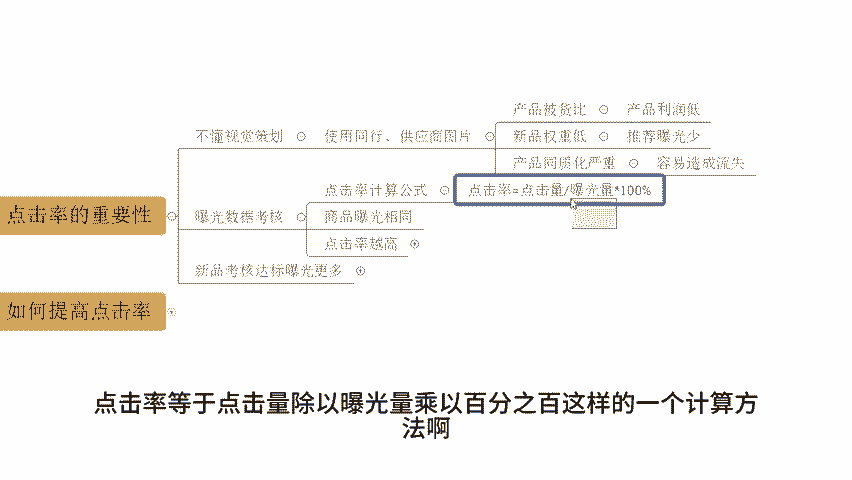 产品被货比 产品利润低
不懂视觉策划 使用同行、供应商图片 新品权重低 推荐曝光少
产品同质化严重 容易造成流失
点击率计算公式 点击率=点击量/曝光量*100%
点击率的重要性 曝光数据考核 商品曝光相同
点击率越高
新品考核达标曝光更多
如何提高点击率
点击率等于点击量除以曝光量乘以百分之百这样的一个计算方
法啊